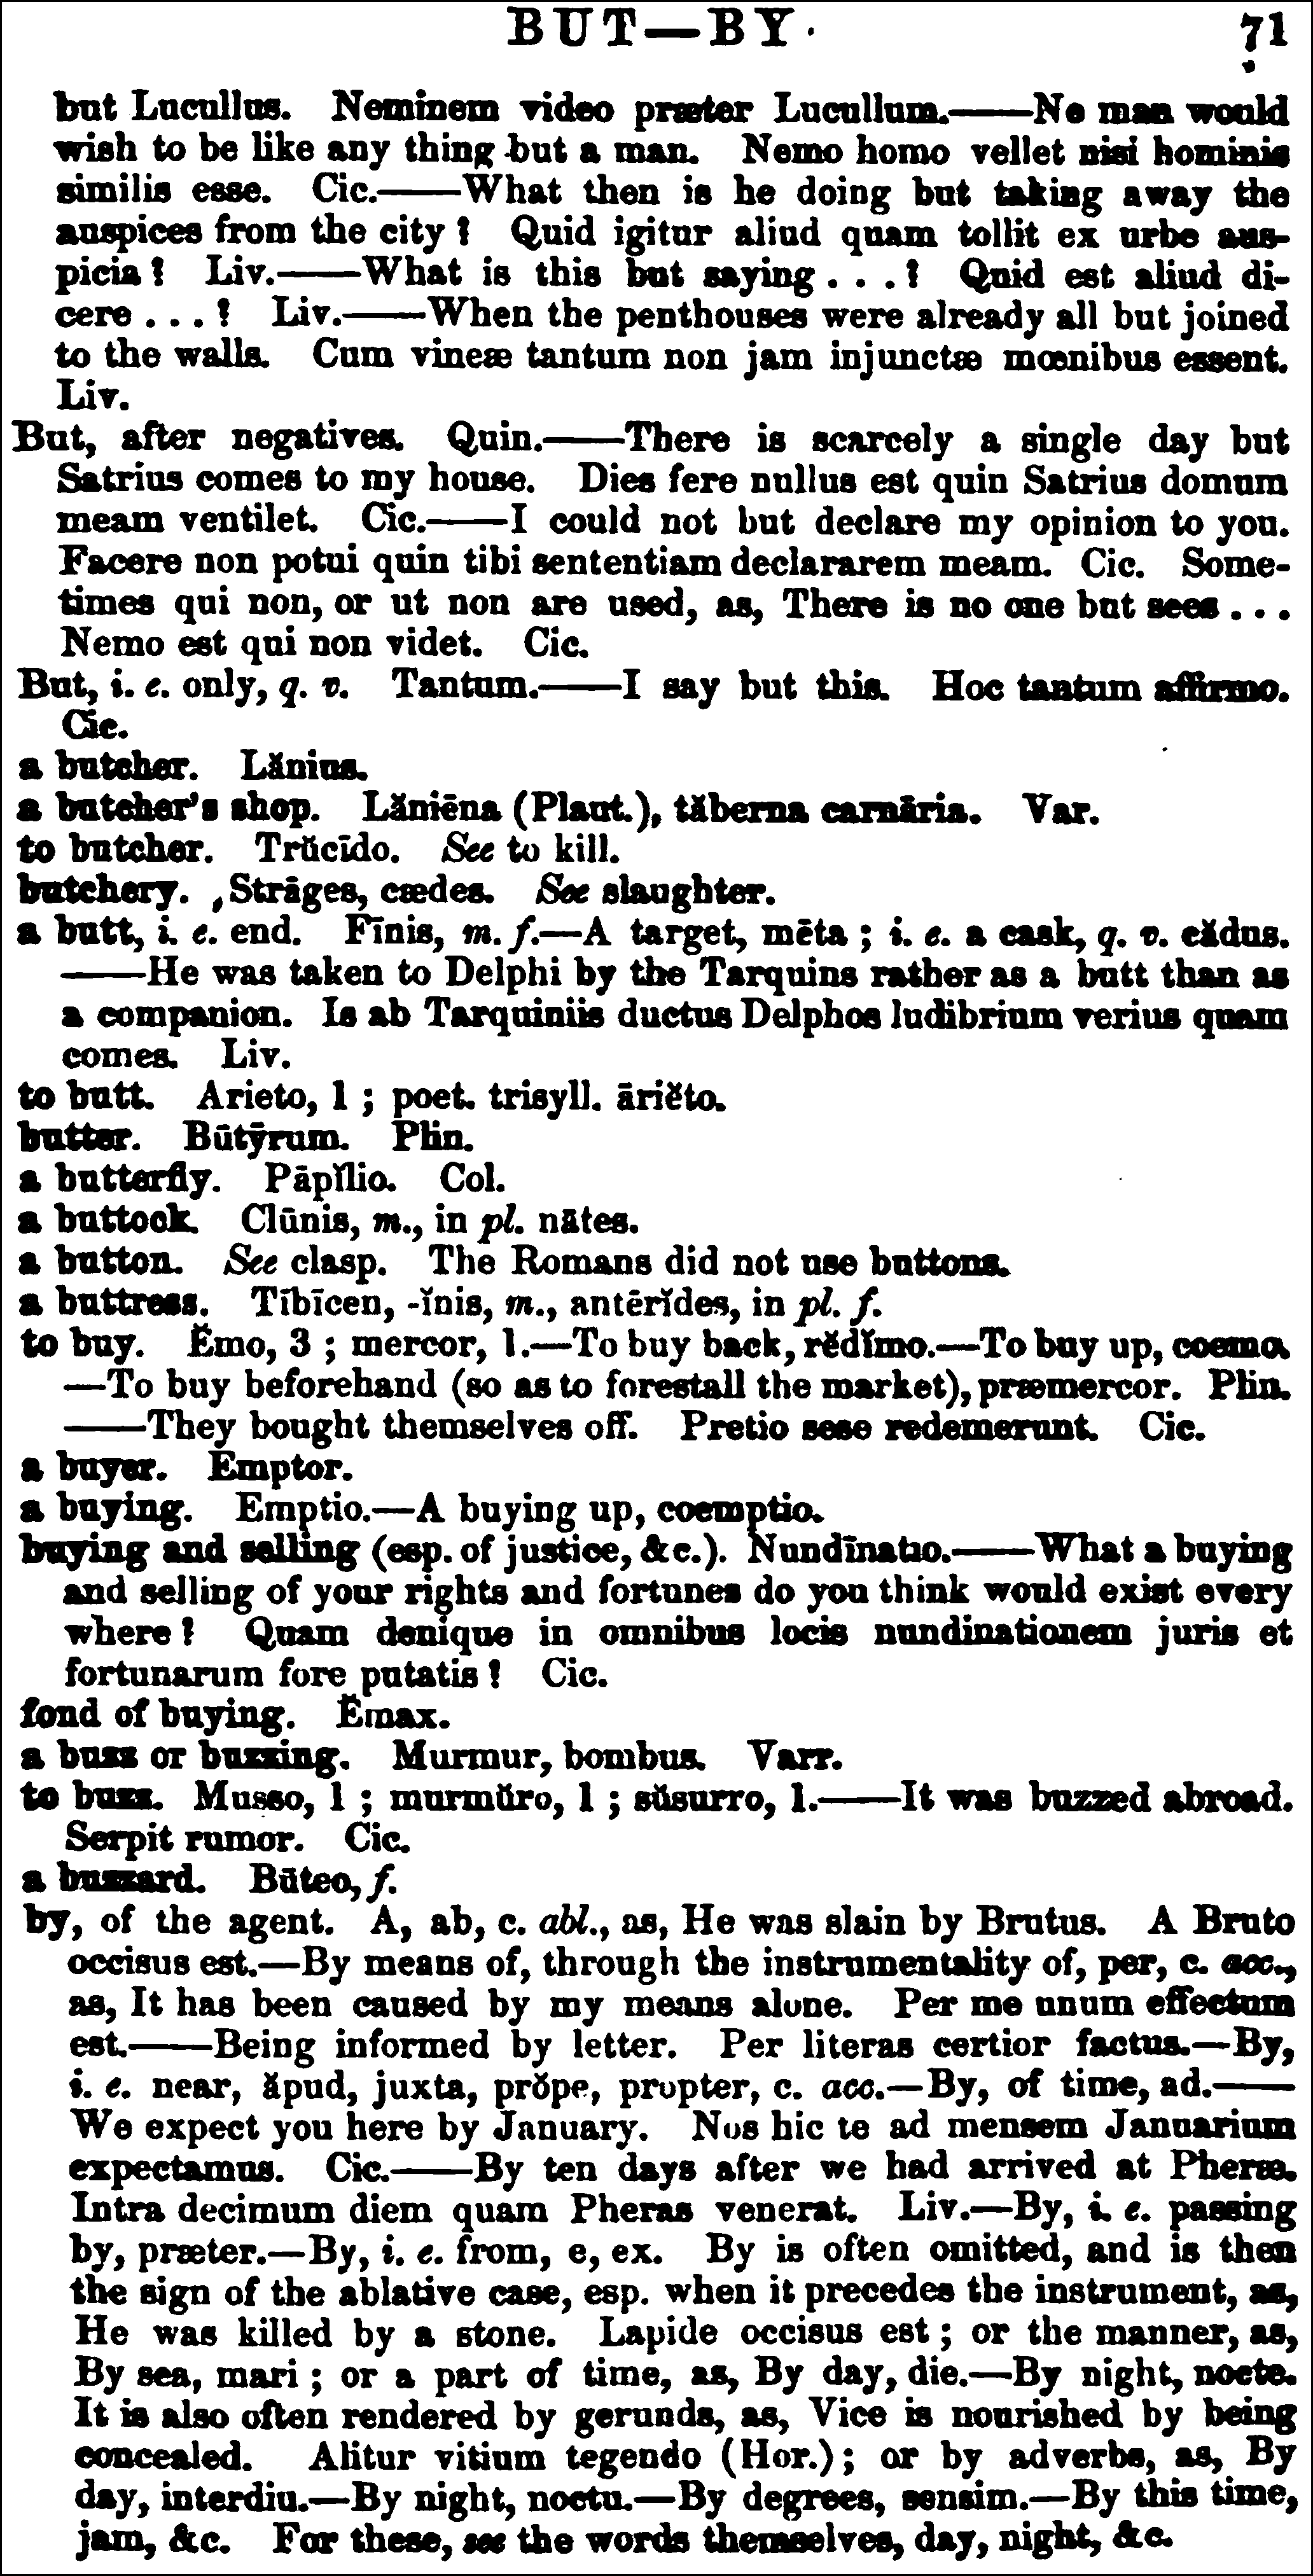 BUT—BY
71
but Lucullus. Neminem video præter Lucullum.——No man would
wish to be like any thing but a man. Nemo homo vellet nisi hominis
similis esse. Cic.——What then is he doing but taking away the
auspices from the city? Quid igitur aliud quam tollit ex urbe aus-
picia? Liv.——What is this but saying . . . ? Quid est aliud di-
cere . . . ? Liv.——When the penthouses were already all but joined
to the walls. Cum vineæ tantum non jam injunctæ mœnibus essent.
Liv.
But, after negatives. Quin.——There is scarcely a single day but
Satrius comes to my house. Dies fere nullus est quin Satrius domum
meam ventilet. Cic.——I could not but declare my opinion to you.
Facere non potui quin tibi sententiam declararem meam. Cic. Some-
times qui non, or ut non are used, as, There is no one but sees . . .
Nemo est qui non videt. Cic.
But, i. e. only, q. v. Tantum.——I say but this. Hoc tantum affirmo.
Cic.
a butcher. Lănius.
a butcher's shop. Lăniēna (Plaut.), tăberna carnāria. Var.
to butcher. Trŭcīdo. See to kill.
butchery. Strāges, cædes. See slaughter.
a butt, i. e. end. Fīnis, m. f.—A target, mēta ; i. e. a cask, q. v. cădus.
——He was taken to Delphi by the Tarquins rather as a butt than as
a companion. Is ab Tarquiniis ductus Delphos ludibrium verius quam
comes. Liv.
to butt. Arieto, 1 ; poet. trisyll. āriĕto.
butter. Būtȳrum. Plin.
a butterfly. Pāpĭlio. Col.
a buttock. Clūnis, m., in pl. nātes.
a button. See clasp. The Romans did not use buttons.
a buttress. Tībīcen, -ĭnis, m., antērĭdes, in pl. f.
to buy. Ĕmo, 3 ; mercor, 1.—To buy back, rĕdĭmo.—To buy up, coemo.
—To buy beforehand (so as to forestall the market), præmercor. Plin.
——They bought themselves off. Pretio sese redemerunt. Cic.
a buyer. Emptor.
a buying. Emptio.—A buying up, coemptio.
buying and selling (esp. of justice, &c.). Nundīnatio.——What a buying
and selling of your rights and fortunes do you think would exist every
where? Quam denique in omnibus locis nundinationem juris et
fortunarum fore putatis? Cic.
fond of buying. Ĕmax.
a buzz or buzzing. Murmur, bombus. Varr.
to buzz. Musso, 1 ; murmŭro, 1 ; sŭsurro, 1.——It was buzzed abroad.
Serpit rumor. Cic.
a buzzard. Būteo, f.
by, of the agent. A, ab, c. abl., as, He was slain by Brutus. A Bruto
occisus est.—By means of, through the instrumentality of, per, c. acc.,
as, It has been caused by my means alone. Per me unum effectum
est.——Being informed by letter. Per literas certior factus.—By,
i. e. near, ăpud, juxta, prŏpe, propter, c. acc.—By, of time, ad.——
We expect you here by January. Nos hic te ad mensem Januarium
expectamus. Cic.——By ten days after we had arrived at Pheræ.
Intra decimum diem quam Pheras venerat. Liv.—By, i. e. passing
by, præter.—By, i. e. from, e, ex. By is often omitted, and is then
the sign of the ablative case, esp. when it precedes the instrument, as,
He was killed by a stone. Lapide occisus est ; or the manner, as,
By sea, mari ; or a part of time, as, By day, die.—By night, nocte.
It is also often rendered by gerunds, as, Vice is nourished by being
concealed. Alitur vitium tegendo (Hor.) ; or by adverbs, as, By
day, interdiu.—By night, noctu.—By degrees, sensim.—By this time,
jam, &c. For these, see the words themselves, day, night, &c.